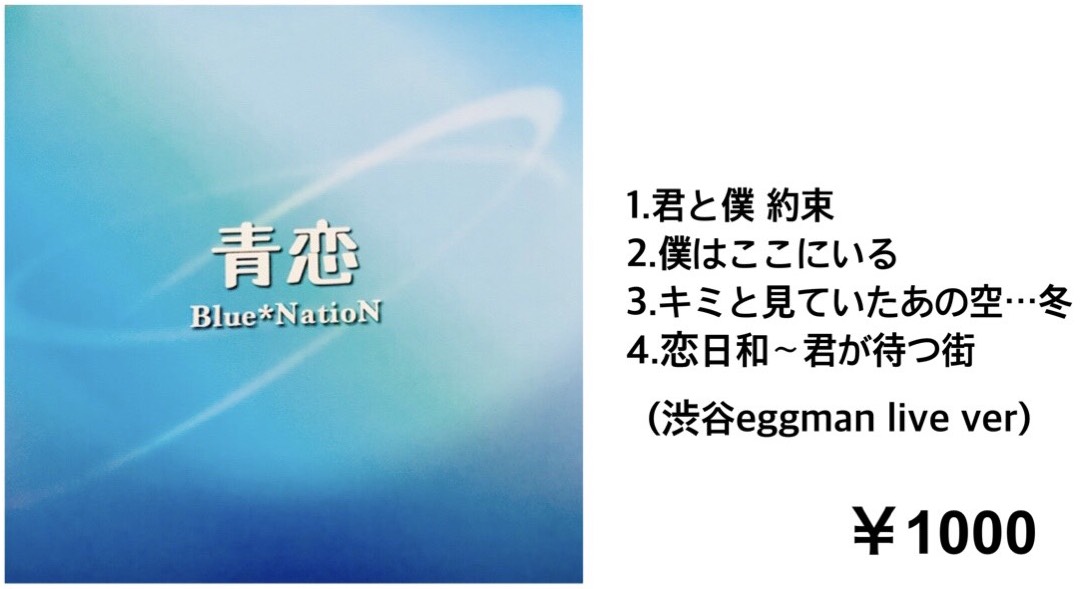 青恋
Blue*NatioN
1.君と僕 約束
2.僕はここにいる
3.キミと見ていたあの空…冬
4.恋日和~君が待つ街
(渋谷eggman live ver)
¥1000